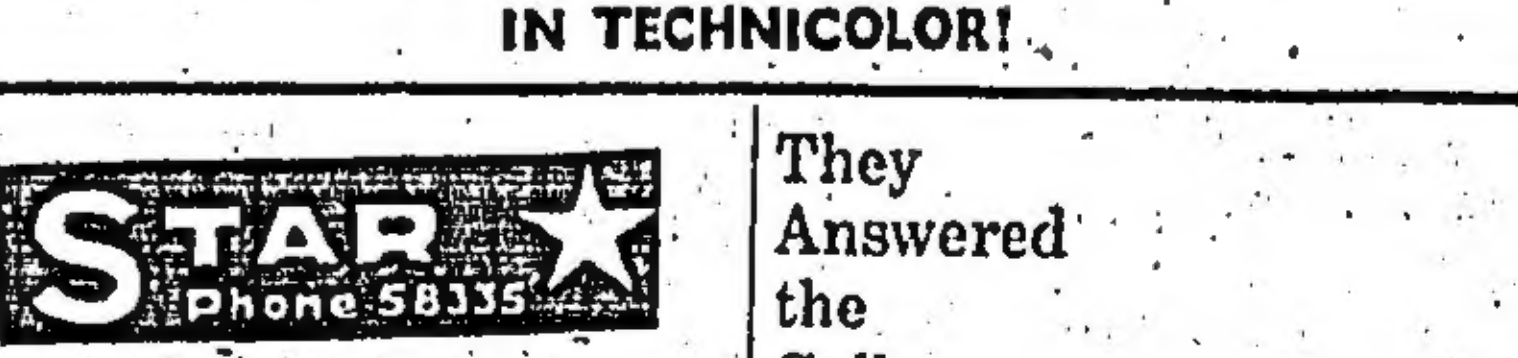 IN TECHNICOLOR!
STAR
Phone 58335
They
Answered
the